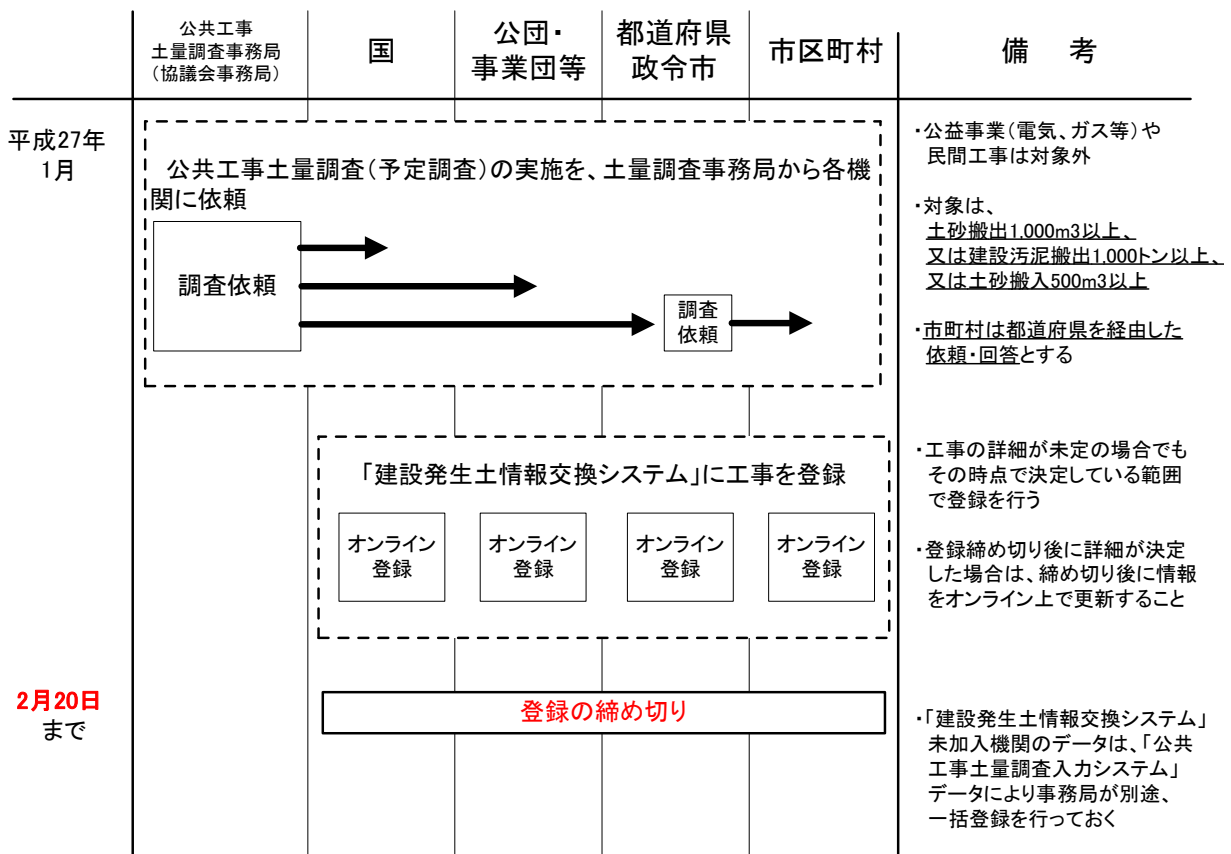 公共工事
土量調査事務局
（協議会事務局）
国
公団・
事業団等
都道府県
政令市
市区町村
備　考
平成27年
1月
公共工事土量調査（予定調査）の実施を、土量調査事務局から各機
関に依頼
調査依頼
調査
依頼
・公益事業（電気、ガス等）や
民間工事は対象外
・対象は、
土砂搬出1,000m3以上、
又は建設汚泥搬出1,000トン以上、
又は土砂搬入500m3以上
・市町村は都道府県を経由した
依頼・回答とする
「建設発生土情報交換システム」に工事を登録
オンライン
登録
オンライン
登録
オンライン
登録
オンライン
登録
・工事の詳細が未定の場合でも
その時点で決定している範囲
で登録を行う
・登録締め切り後に詳細が決定
した場合は、締め切り後に情報
をオンライン上で更新すること
2月20日
まで
登録の締め切り
・「建設発生土情報交換システム」
未加入機関のデータは、「公共
工事土量調査入力システム」
データにより事務局が別途、
一括登録を行っておく